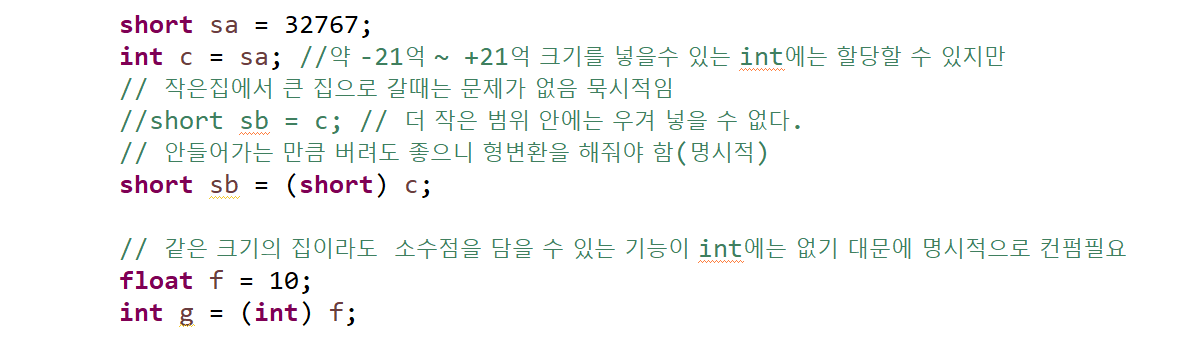 short sa = 32767;
int c = sa; //약 -21억 ~ +21억 크기를 넣을수 있는 int에는 할당할 수 있지만
// 작은집에서 큰 집으로 갈때는 문제가 없음 묵시적임
//short sb = c; // 더 작은 범위 안에는 우겨 넣을 수 없다.
// 안들어가는 만큼 버려도 좋으니 형변환을 해줘야 함(명시적)
short sb = (short) c;
// 같은 크기의 집이라도 소수점을 담을 수 있는 기능이 int에는 없기 대문에 명시적으로 컨펌필요
float f = 10;
int g = (int) f;